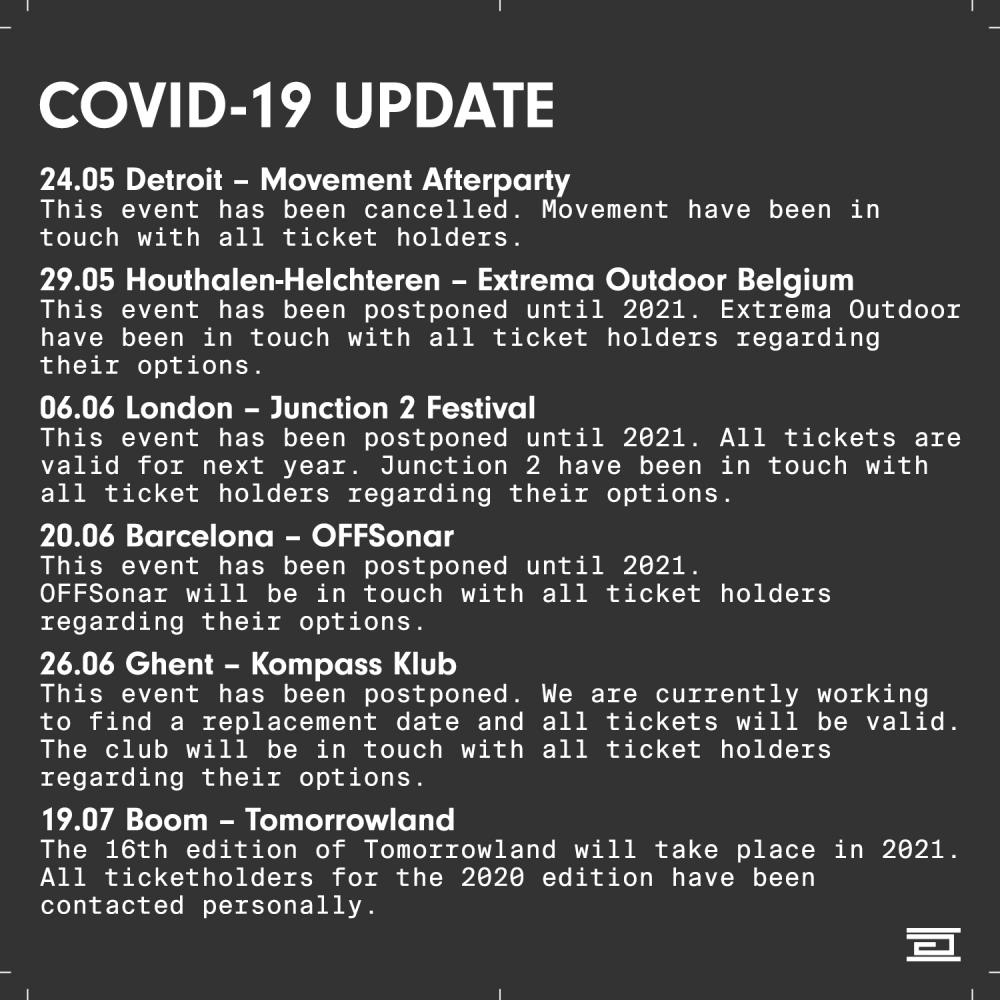 COVID-19 UPDATE
24.05 Detroit – Movement Afterparty
This event has been cancelled. Movement have been in
touch with all ticket holders.
29.05 Houthalen-Helchteren – Extrema Outdoor Belgium
This event has been postponed until 2021. Extrema Outdoor
have been in touch with all ticket holders regarding
their options.
06.06 London – Junction 2 Festival
This event has been postponed until 2021. All tickets are
valid for next year. Junction 2 have been in touch with
all ticket holders regarding their options.
20.06 Barcelona – OFFSonar
This event has been postponed until 2021.
OFFSonar will be in touch with all ticket holders
regarding their options.
26.06 Ghent – Kompass Klub
This event has been postponed. We are currently working
to find a replacement date and all tickets will be valid.
The club will be in touch with all ticket holders
regarding their options.
19.07 Boom – Tomorrowland
The 16th edition of Tomorrowland will take place in 2021.
All ticketholders for the 2020 edition have been
contacted personally.